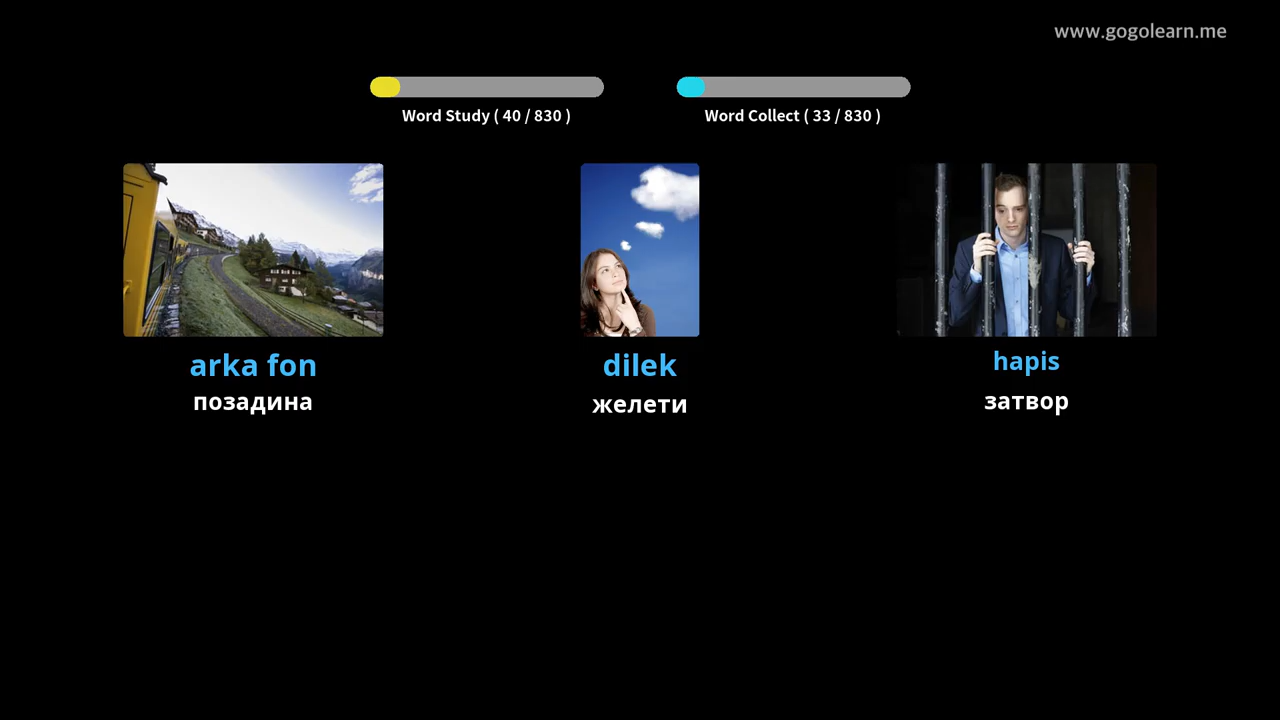 www.gogolearn.me
Word Study ( 40 / 830 )
Word Collect ( 33 / 830 )
arka fon
позадина
dilek
желети
hapis
затвор